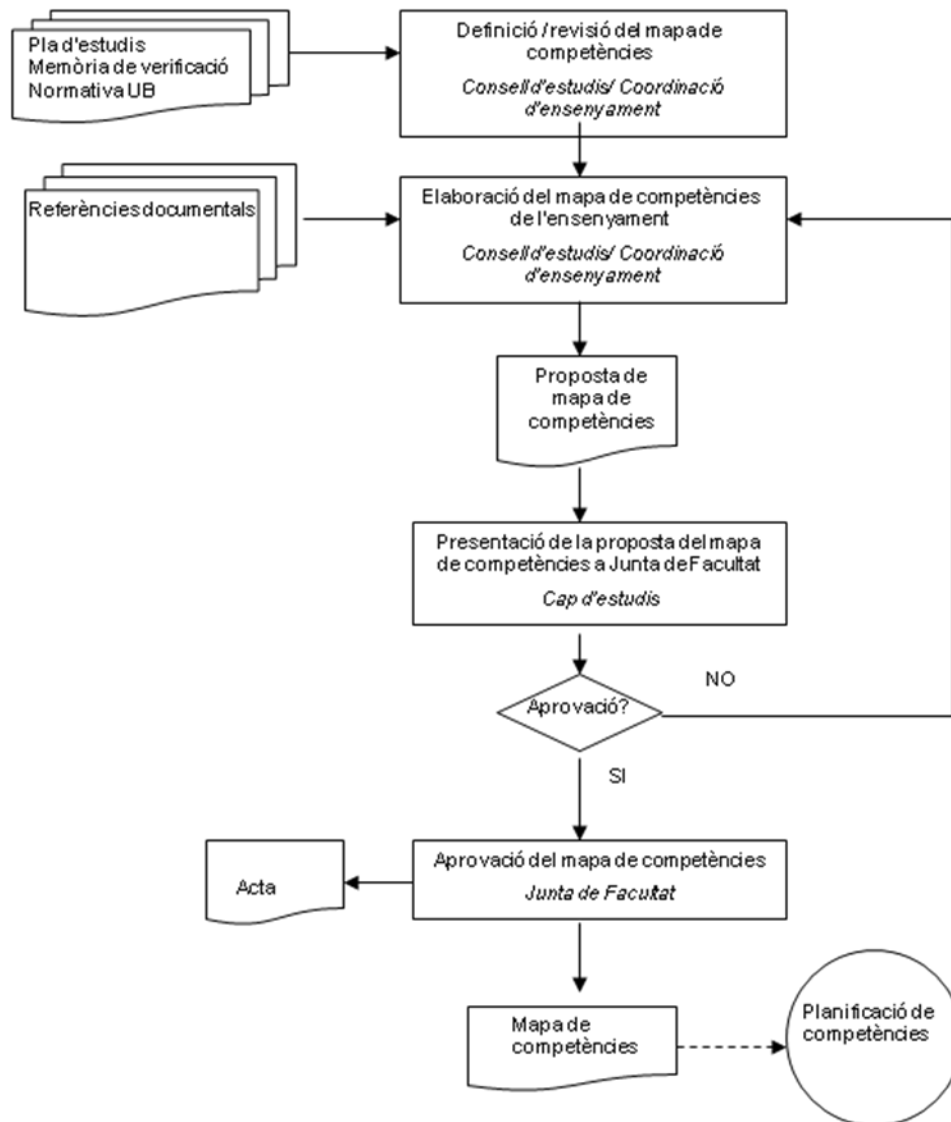 Pla d'estudis
Memòria de verificació
Normativa UB
Definició / revisió del mapa de
competències
Consell d'estudis/ Coordinació
d'ensenyament
Referències documentals
Elaboració del mapa de competències
de l'ensenyament
Consell d'estudis/ Coordinació
d'ensenyament
Proposta de
mapa de
competències
Presentació de la proposta del mapa
de competències a Junta de Facultat
Cap d'estudis
Aprovació?
NO
SI
Acta
Aprovació del mapa de competències
Junta de Facultat
Mapa de
competències
Planificació de
competències